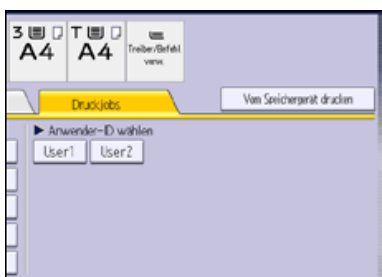 3 T
A4 A4 Treiber/Befehl
verw.
Druckjobs Vom Speichergerät drucken
► Anwender-ID wählen
User1 User2